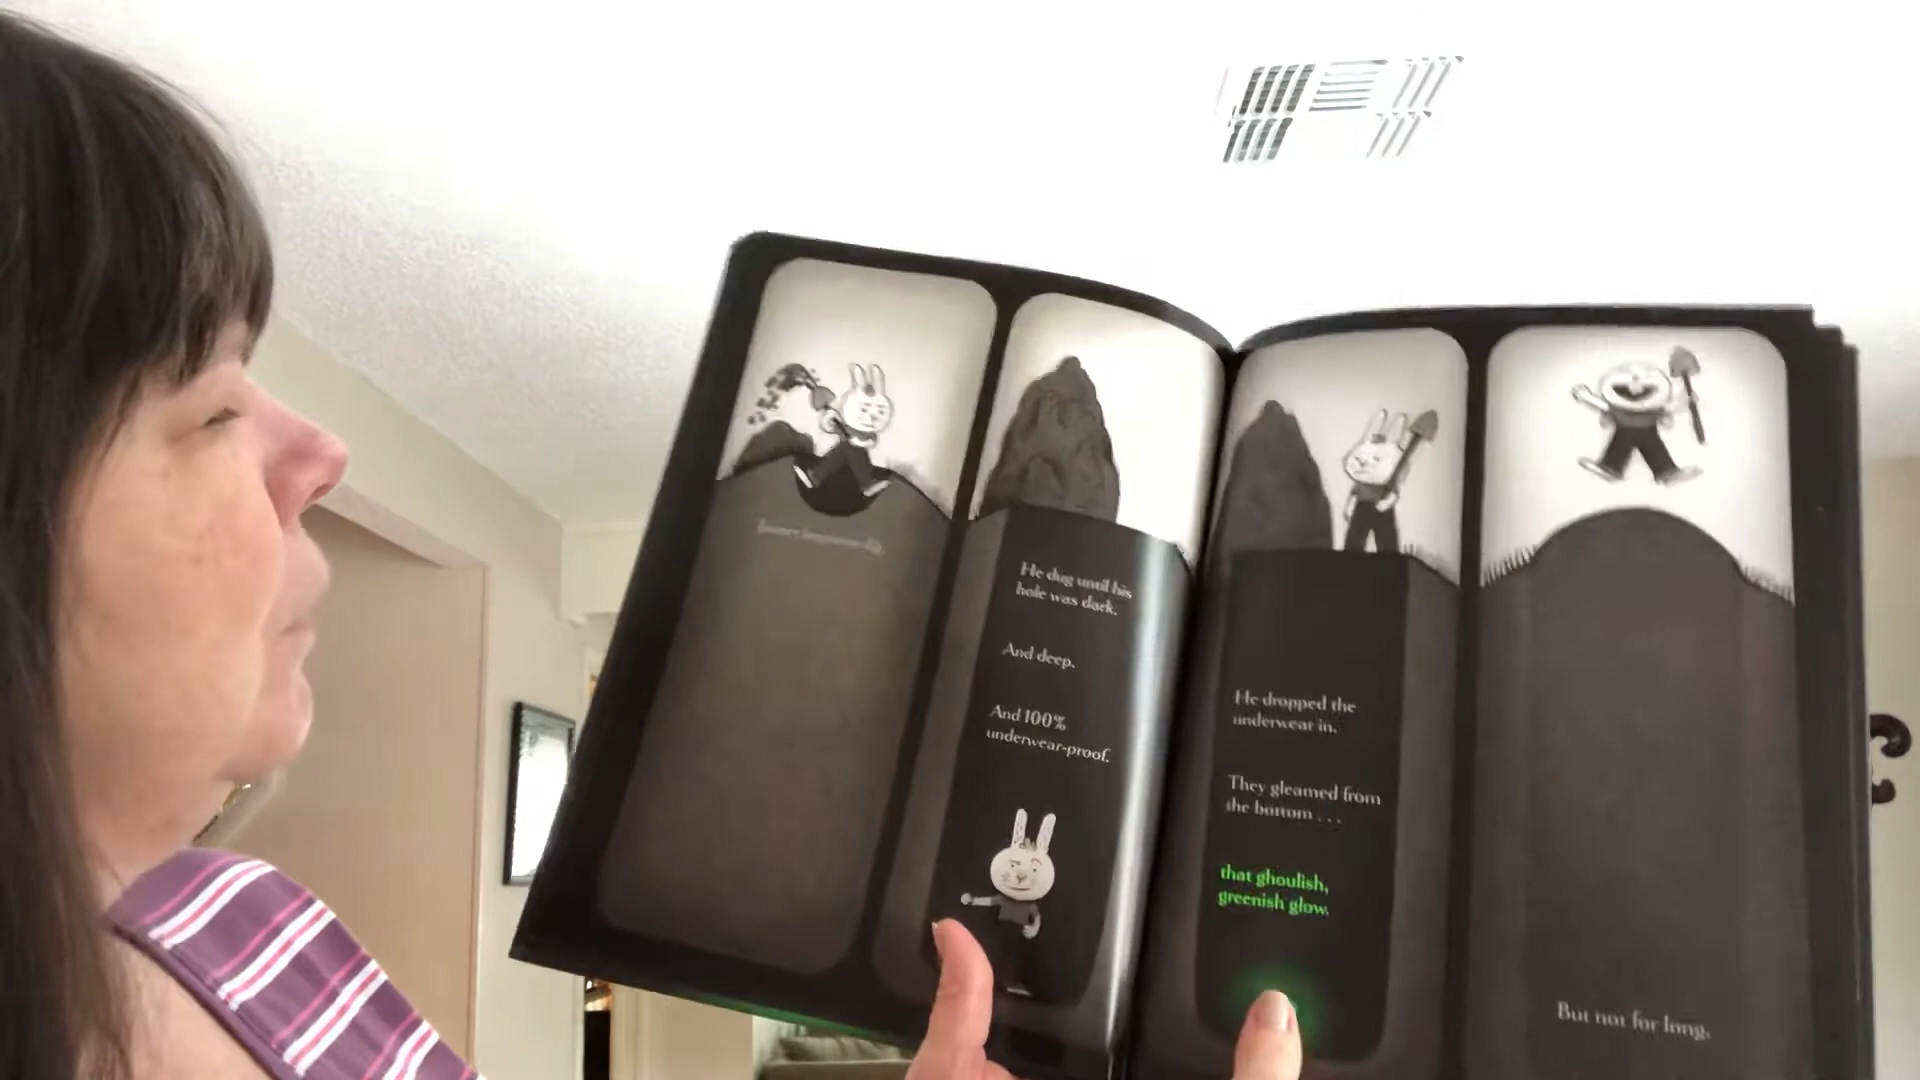 He dug until his
hole was dark.
And deep.
And 100%
underwear-proof.
He dropped the
underwear in.
They gleamed from
the bottom . . .
that ghoulish,
greenish glow.
But not for long.